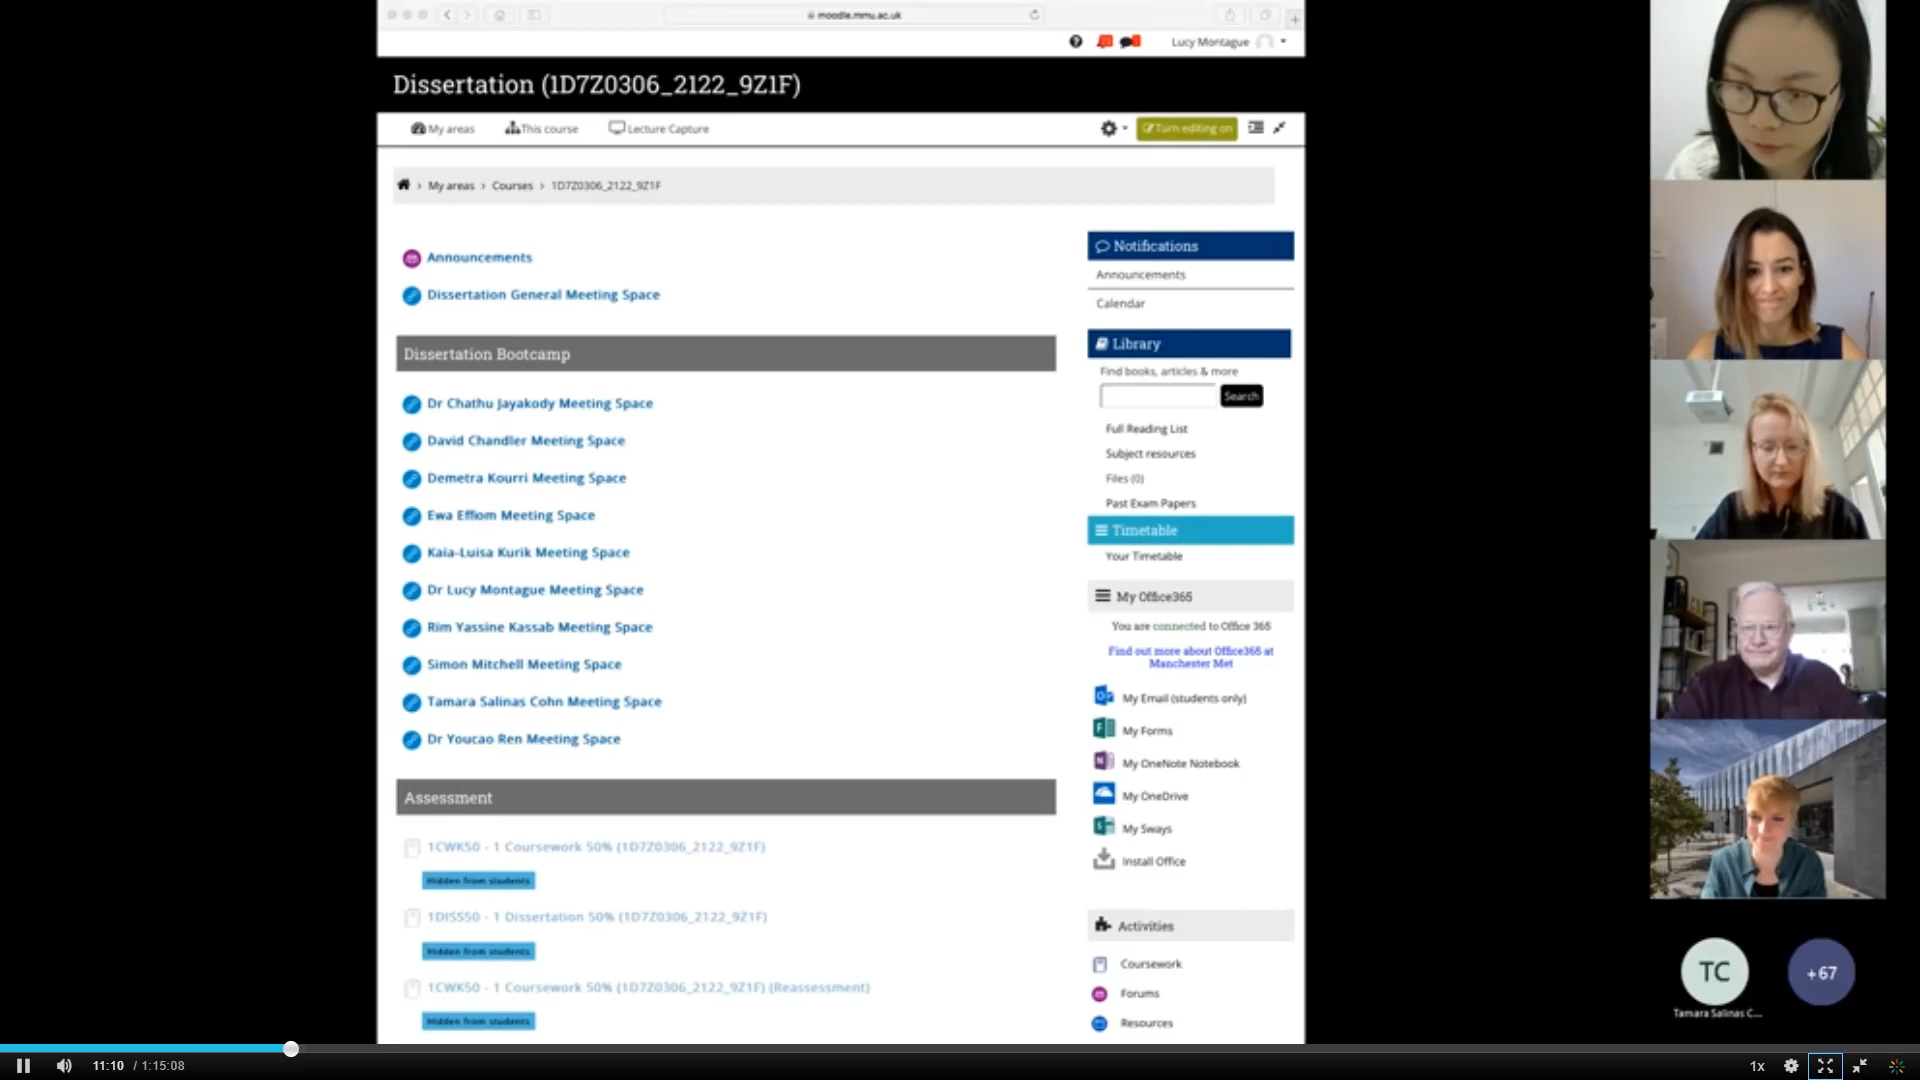 moodle.mmu.ac.uk
Lucy Montague
Dissertation (1D7Z0306_2122_9Z1F)
My areas
This course
Lecture Capture
Turn editing on
My areas › Courses › 1D7Z0306_2122_9Z1F
Announcements
Dissertation General Meeting Space
Dissertation Bootcamp
Dr Chathu Jayakody Meeting Space
David Chandler Meeting Space
Demetra Kourri Meeting Space
Ewa Effiom Meeting Space
Kaia-Luisa Kurik Meeting Space
Dr Lucy Montague Meeting Space
Rim Yassine Kassab Meeting Space
Simon Mitchell Meeting Space
Tamara Salinas Cohn Meeting Space
Dr Youcao Ren Meeting Space
Assessment
1CWK50 - 1 Coursework 50% (1D7Z0306_2122_9Z1F)
Hidden from students
1DISS50 - 1 Dissertation 50% (1D7Z0306_2122_9Z1F)
Hidden from students
1CWK50 - 1 Coursework 50% (1D7Z0306_2122_9Z1F) (Reassessment)
Hidden from students
Notifications
Announcements
Calendar
Library
Find books, articles & more
Search
Full Reading List
Subject resources
Files (0)
Past Exam Papers
Timetable
Your Timetable
My Office365
You are connected to Office 365
Find out more about Office365 at
Manchester Met
My Email (students only)
My Forms
My OneNote Notebook
My OneDrive
My Sways
Install Office
Activities
Coursework
Forums
Resources
TC
+67
Tamara Salinas C...
11:10 / 1:15:08
1x